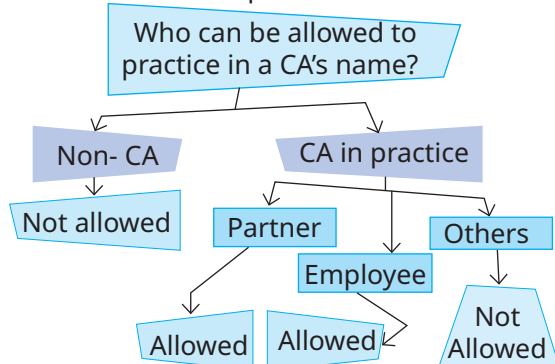 Who can be allowed to
practice in a CA's name?
Non- CA
CA in practice
Not allowed
Partner
Others
Employee
Allowed
Allowed
Not
Allowed